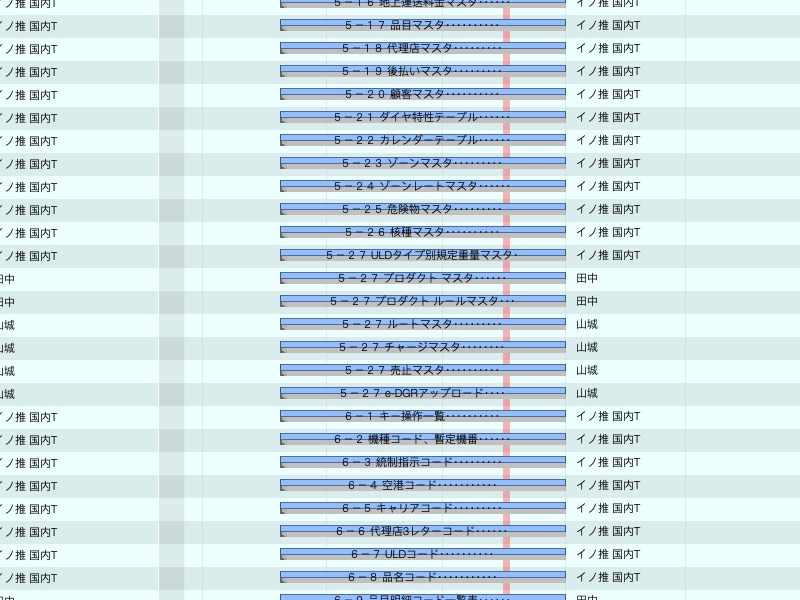 イノ推 国内T 5－16 地上運送料金マスタ‥‥‥ イノ推 国内T
イノ推 国内T 5－17 品目マスタ‥‥‥‥‥ イノ推 国内T
イノ推 国内T 5－18 代理店マスタ‥‥‥‥‥ イノ推 国内T
イノ推 国内T 5－19 後払いマスタ‥‥‥‥‥ イノ推 国内T
イノ推 国内T 5－20 顧客マスタ‥‥‥‥‥ イノ推 国内T
イノ推 国内T 5－21 ダイヤ特性テーブル‥‥‥ イノ推 国内T
イノ推 国内T 5－22 カレンダーテーブル‥‥‥ イノ推 国内T
イノ推 国内T 5－23 ゾーンマスタ‥‥‥‥‥ イノ推 国内T
イノ推 国内T 5－24 ゾーンレートマスタ‥‥‥ イノ推 国内T
イノ推 国内T 5－25 危険物マスタ‥‥‥‥‥ イノ推 国内T
イノ推 国内T 5－26 核種マスタ‥‥‥‥‥ イノ推 国内T
イノ推 国内T 5－27 ULDタイプ別規定重量マスタ・ イノ推 国内T
田中 5－27 プロダクト マスタ‥‥‥ 田中
田中 5－27 プロダクト ルールマスタ‥・ 田中
山城 5－27 ルートマスタ‥‥‥‥‥ 山城
山城 5－27 チャージマスタ‥‥‥‥ 山城
山城 5－27 売止マスタ‥‥‥‥‥ 山城
山城 5－27 e-DGRアップロード‥‥ 山城
イノ推 国内T 6－1 キー操作一覧‥‥‥‥‥ イノ推 国内T
イノ推 国内T 6－2 機種コード、暫定機番‥‥‥ イノ推 国内T
イノ推 国内T 6－3 統制指示コード‥‥‥‥‥ イノ推 国内T
イノ推 国内T 6－4 空港コード‥‥‥‥‥‥ イノ推 国内T
イノ推 国内T 6－5 キャリアコード‥‥‥‥‥ イノ推 国内T
イノ推 国内T 6－6 代理店3レターコード‥‥‥ イノ推 国内T
イノ推 国内T 6－7 ULDコード‥‥‥‥‥ イノ推 国内T
イノ推 国内T 6－8 品名コード‥‥‥‥‥‥ イノ推 国内T
田中 6－9 品目明細コード一覧表‥‥‥ 田中